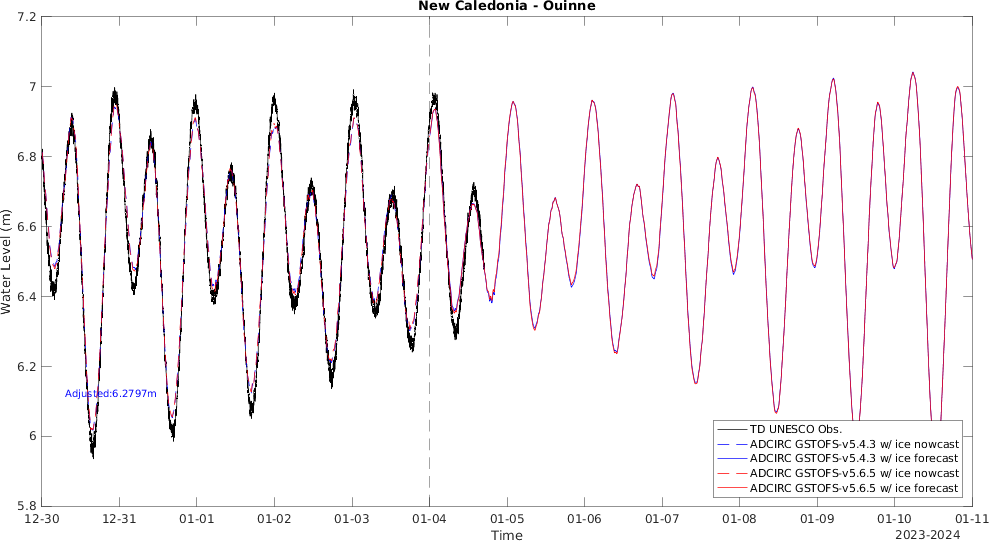 New Caledonia - Ouinne
Water Level (m)
7.2
7
6.8
6.6
6.4
6.2
6
5.8
Adjusted:6.2797m
TD UNESCO Obs.
ADCIRC GSTOFS-v5.4.3 w/ ice nowcast
ADCIRC GSTOFS-v5.4.3 w/ ice forecast
ADCIRC GSTOFS-v5.6.5 w/ ice nowcast
ADCIRC GSTOFS-v5.6.5 w/ ice forecast
12-30 12-31 01-01 01-02 01-03 01-04 01-05 01-06 01-07 01-08 01-09 01-10 01-11
Time
2023-2024